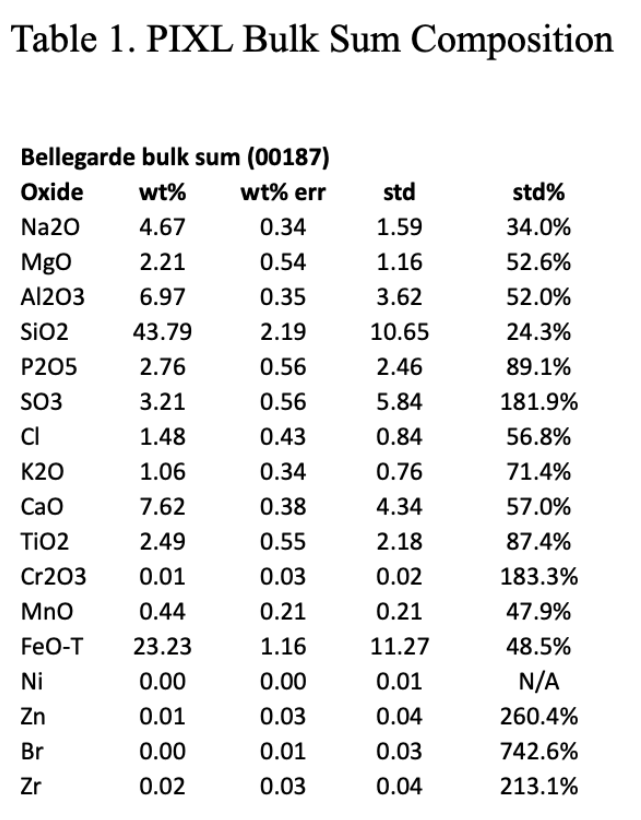 Table 1. PIXL Bulk Sum Composition
Bellegarde bulk sum (00187)
Oxide wt% wt% err std std%
Na2O 4.67 0.34 1.59 34.0%
MgO 2.21 0.54 1.16 52.6%
Al2O3 6.97 0.35 3.62 52.0%
SiO2 43.79 2.19 10.65 24.3%
P2O5 2.76 0.56 2.46 89.1%
SO3 3.21 0.56 5.84 181.9%
Cl 1.48 0.43 0.84 56.8%
K2O 1.06 0.34 0.76 71.4%
CaO 7.62 0.38 4.34 57.0%
TiO2 2.49 0.55 2.18 87.4%
Cr2O3 0.01 0.03 0.02 183.3%
MnO 0.44 0.21 0.21 47.9%
FeO-T 23.23 1.16 11.27 48.5%
Ni 0.00 0.00 0.01 N/A
Zn 0.01 0.03 0.04 260.4%
Br 0.00 0.01 0.03 742.6%
Zr 0.02 0.03 0.04 213.1%